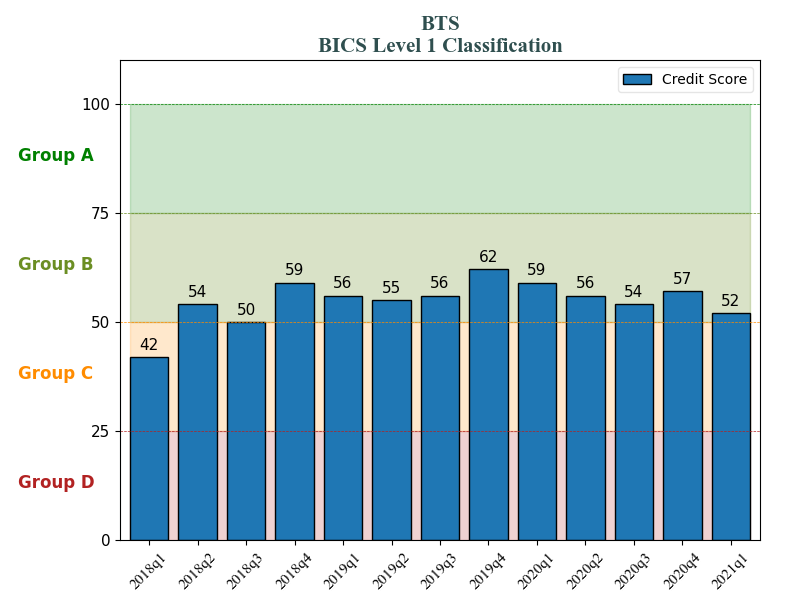 BTS
BICS Level 1 Classification
Credit Score
100
75
50
25
0
Group A
Group B
Group C
Group D
42
54
50
59
56
55
56
62
59
56
54
57
52
2018q1
2018q2
2018q3
2018q4
2019q1
2019q2
2019q3
2019q4
2020q1
2020q2
2020q3
2020q4
2021q1